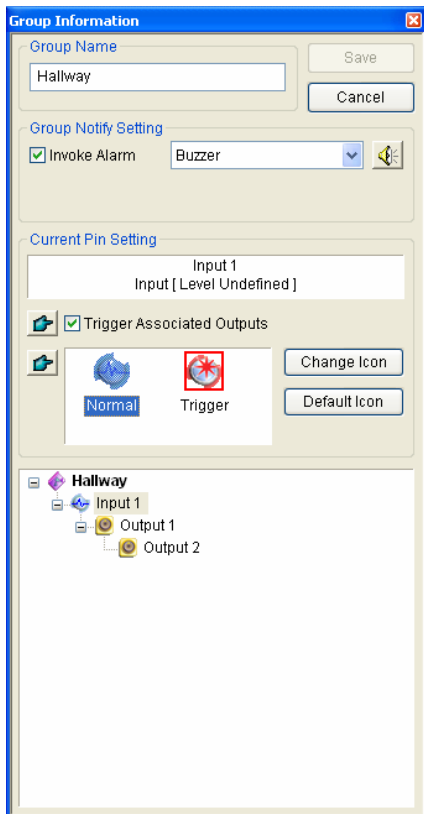 Group Information
Group Name
Hallway
Save
Cancel
Group Notify Setting
Invoke Alarm
Buzzer
Current Pin Setting
Input 1
Input [ Level Undefined ]
Trigger Associated Outputs
Normal
Trigger
Change Icon
Default Icon
Hallway
Input 1
Output 1
Output 2